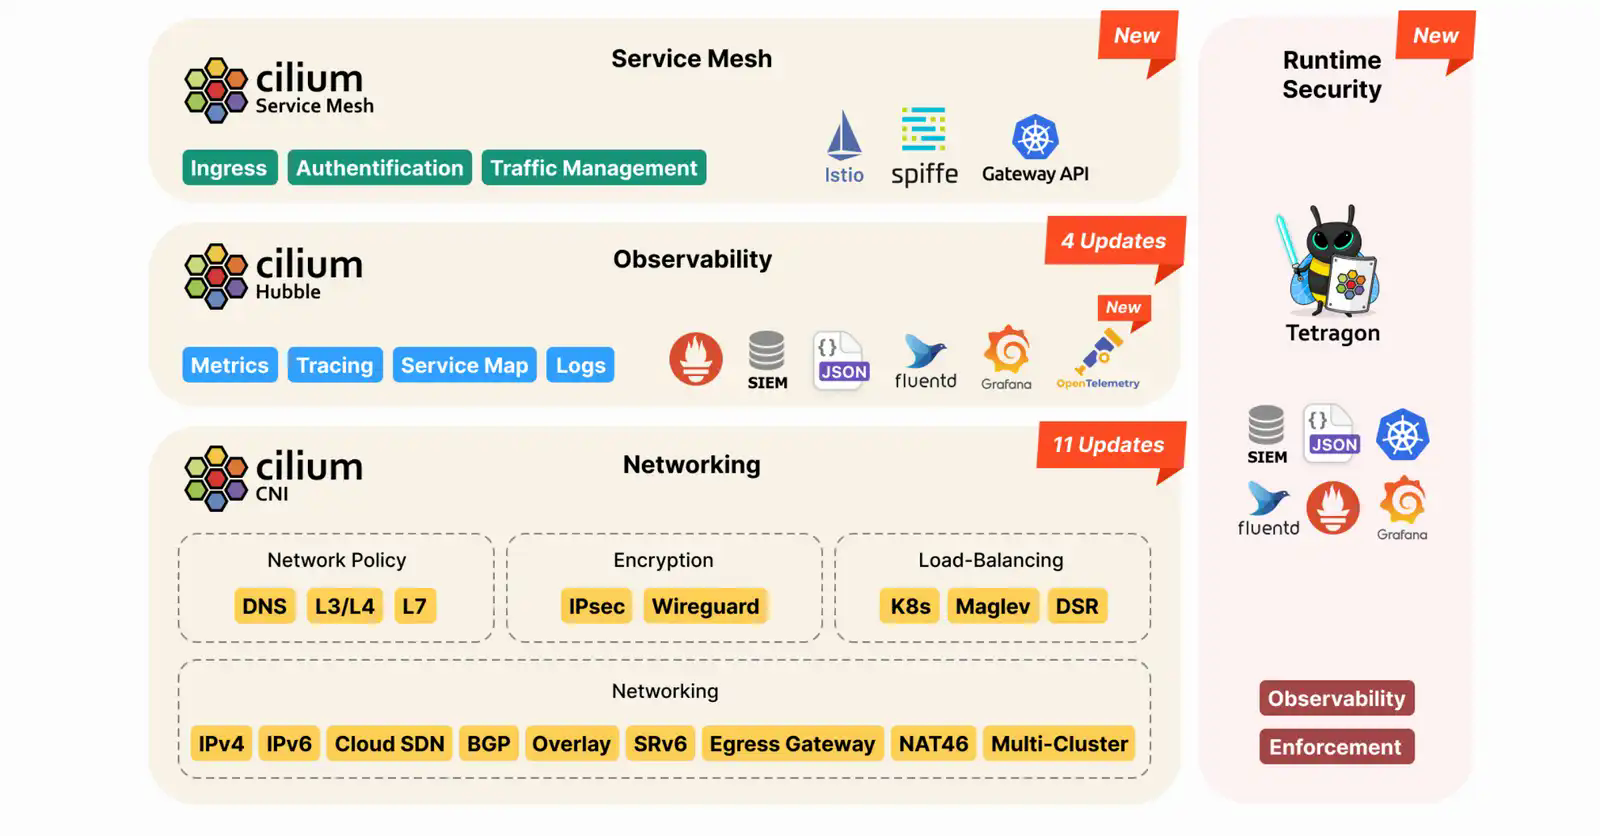 Service Mesh
New
cilium
Service Mesh
Ingress
Authentification
Traffic Management
Istio
spiffe
Gateway API
Observability
4 Updates
cilium
Hubble
New
Metrics
Tracing
Service Map
Logs
SIEM
{} JSON
fluentd
Grafana
OpenTelemetry
Networking
11 Updates
cilium
CNI
Network Policy
DNS
L3/L4
L7
Encryption
IPsec
Wireguard
Load-Balancing
K8s
Maglev
DSR
Networking
IPv4
IPv6
Cloud SDN
BGP
Overlay
SRv6
Egress Gateway
NAT46
Multi-Cluster
Runtime
Security
New
Tetragon
SIEM
{} JSON
fluentd
Grafana
Observability
Enforcement